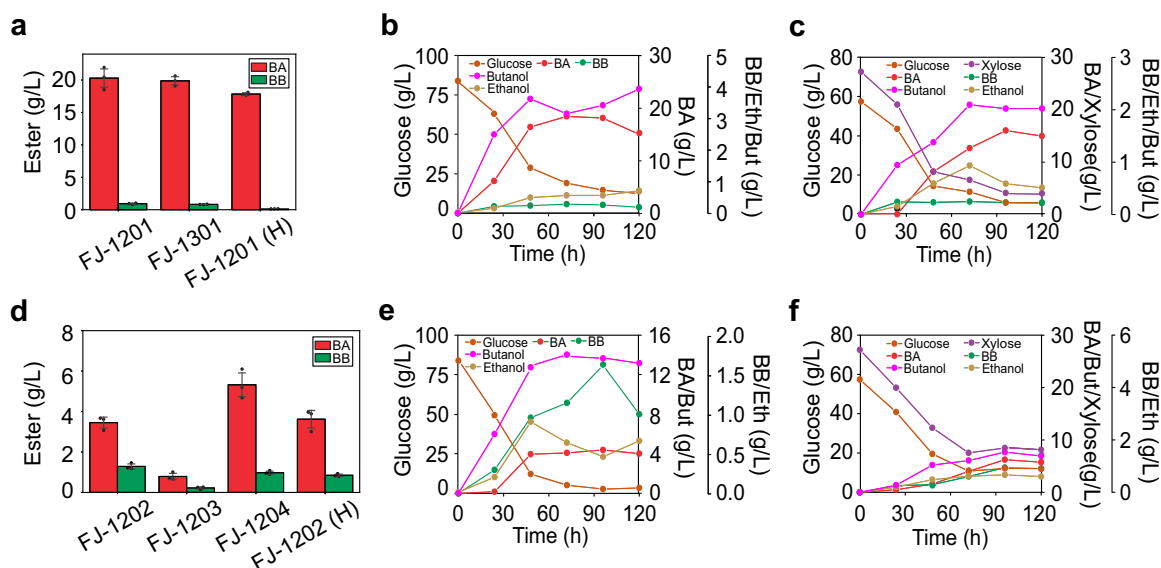 a
Ester (g/L)
20
15
10
5
0
BA
BB
FJ-1201
FJ-1301
FJ-1201 (H)
b
Glucose (g/L)
100
75
50
25
0
Glucose BA BB
Butanol
Ethanol
0 30 60 90 120
Time (h)
30
20
10
0
BA (g/L)
5
4
3
2
1
0
BB/Eth/But (g/L)
c
Glucose (g/L)
80
60
40
20
0
Glucose Xylose
BA BB
Butanol Ethanol
0 30 60 90 120
Time (h)
30
20
10
0
BA/Xylose(g/L)
3
2
1
0
BB/Eth/But (g/L)
d
Ester (g/L)
8
6
4
2
0
BA
BB
FJ-1202
FJ-1203
FJ-1204
FJ-1202 (H)
e
Glucose (g/L)
100
75
50
25
0
Glucose BA BB
Butanol
Ethanol
0 30 60 90 120
Time (h)
16
12
8
4
0
BA/But (g/L)
2.0
1.5
1.0
0.5
0.0
BB/Eth (g/L)
f
Glucose (g/L)
80
60
40
20
0
Glucose Xylose
BA BB
Butanol Ethanol
0 30 60 90 120
Time (h)
30
20
10
0
BA/But/Xylose(g/L)
6
4
2
0
BB/Eth (g/L)